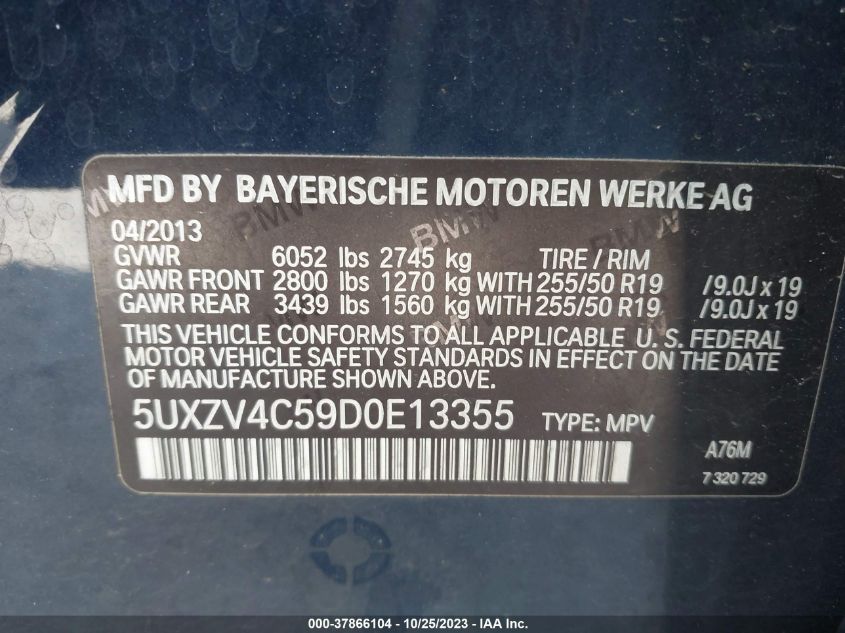 MFD BY BAYERISCHE MOTOREN WERKE AG
04/2013
GVWR 6052 lbs 2745 kg TIRE / RIM
GAWR FRONT 2800 lbs 1270 kg WITH 255/50 R19 /9.0J x 19
GAWR REAR 3439 lbs 1560 kg WITH 255/50 R19 /9.0J x 19
THIS VEHICLE CONFORMS TO ALL APPLICABLE U. S. FEDERAL
MOTOR VEHICLE SAFETY STANDARDS IN EFFECT ON THE DATE
OF MANUFACTURE SHOWN ABOVE.
5UXZV4C59D0E13355 TYPE: MPV
A76M
7 320 729
000-37866104 - 10/25/2023 - IAA Inc.